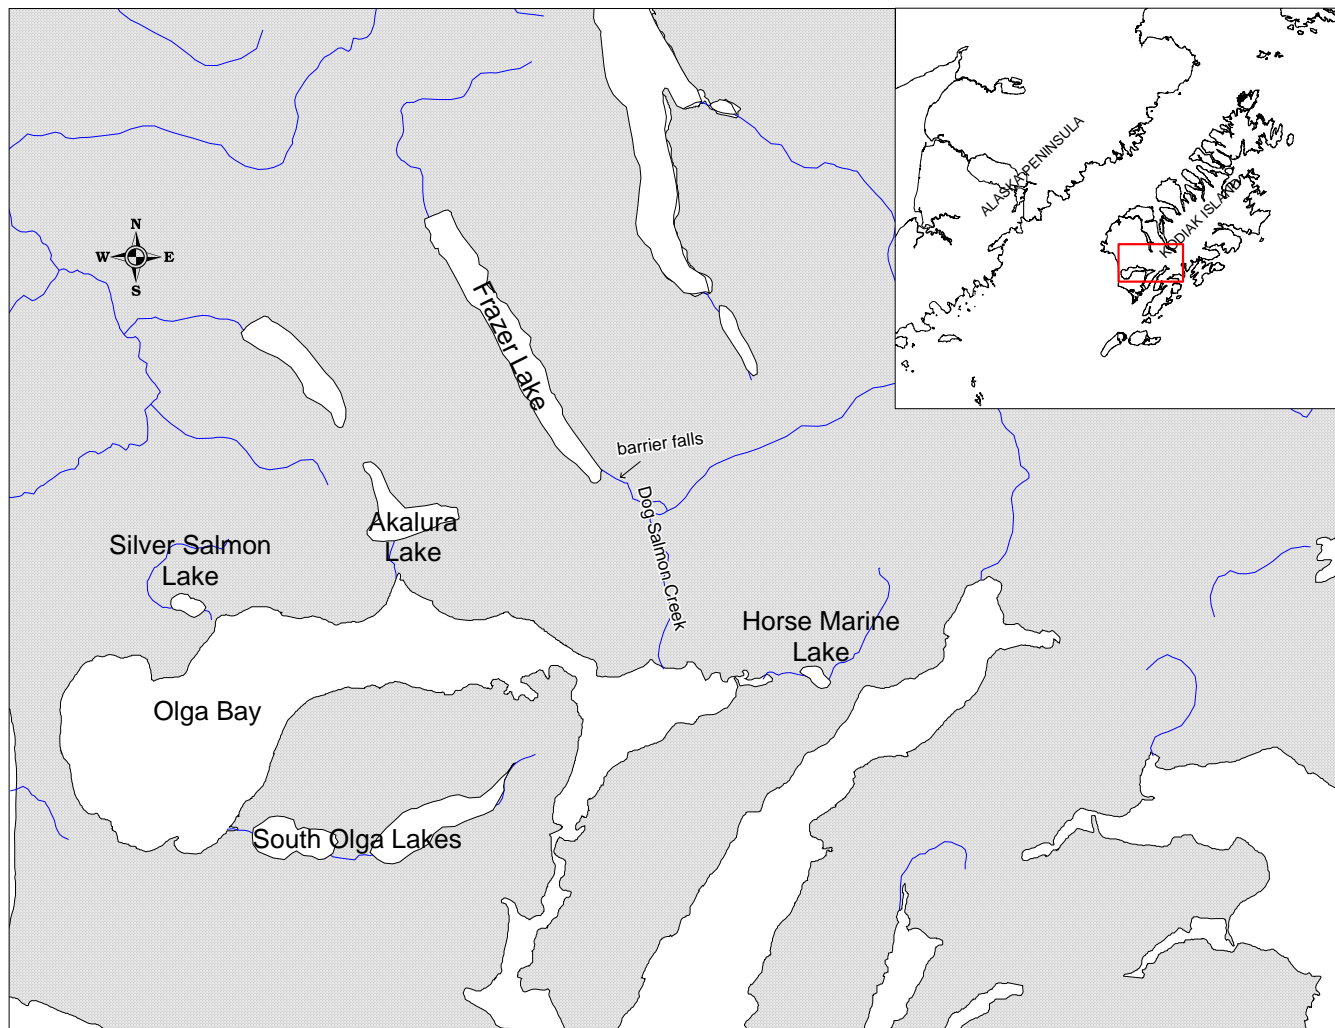 ALASKA PENINSULA
KODIAK ISLAND
N
W
E
S
Frazer Lake
barrier falls
Dog Salmon Creek
Akalura
Lake
Silver Salmon
Lake
Horse Marine
Lake
Olga Bay
South Olga Lakes